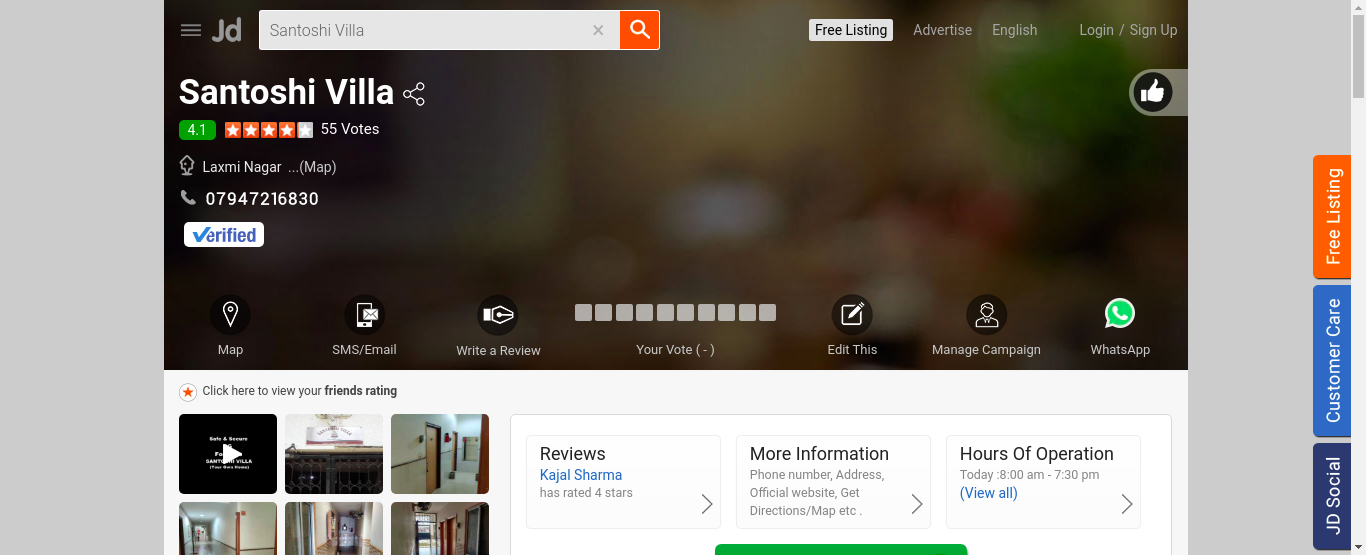 Jd
Santoshi Villa
Free Listing
Advertise
English
Login / Sign Up
Santoshi Villa
4.1
55 Votes
Laxmi Nagar ...(Map)
07947216830
Verified
Map
SMS/Email
Write a Review
Your Vote ( - )
Edit This
Manage Campaign
WhatsApp
Free Listing
Customer Care
JD Social
Click here to view your friends rating
Safe & Secure
SANTOSHI VILLA
(Your Own Home)
Reviews
Kajal Sharma
has rated 4 stars
More Information
Phone number, Address,
Official website, Get
Directions/Map etc .
Hours Of Operation
Today :8:00 am - 7:30 pm
(View all)